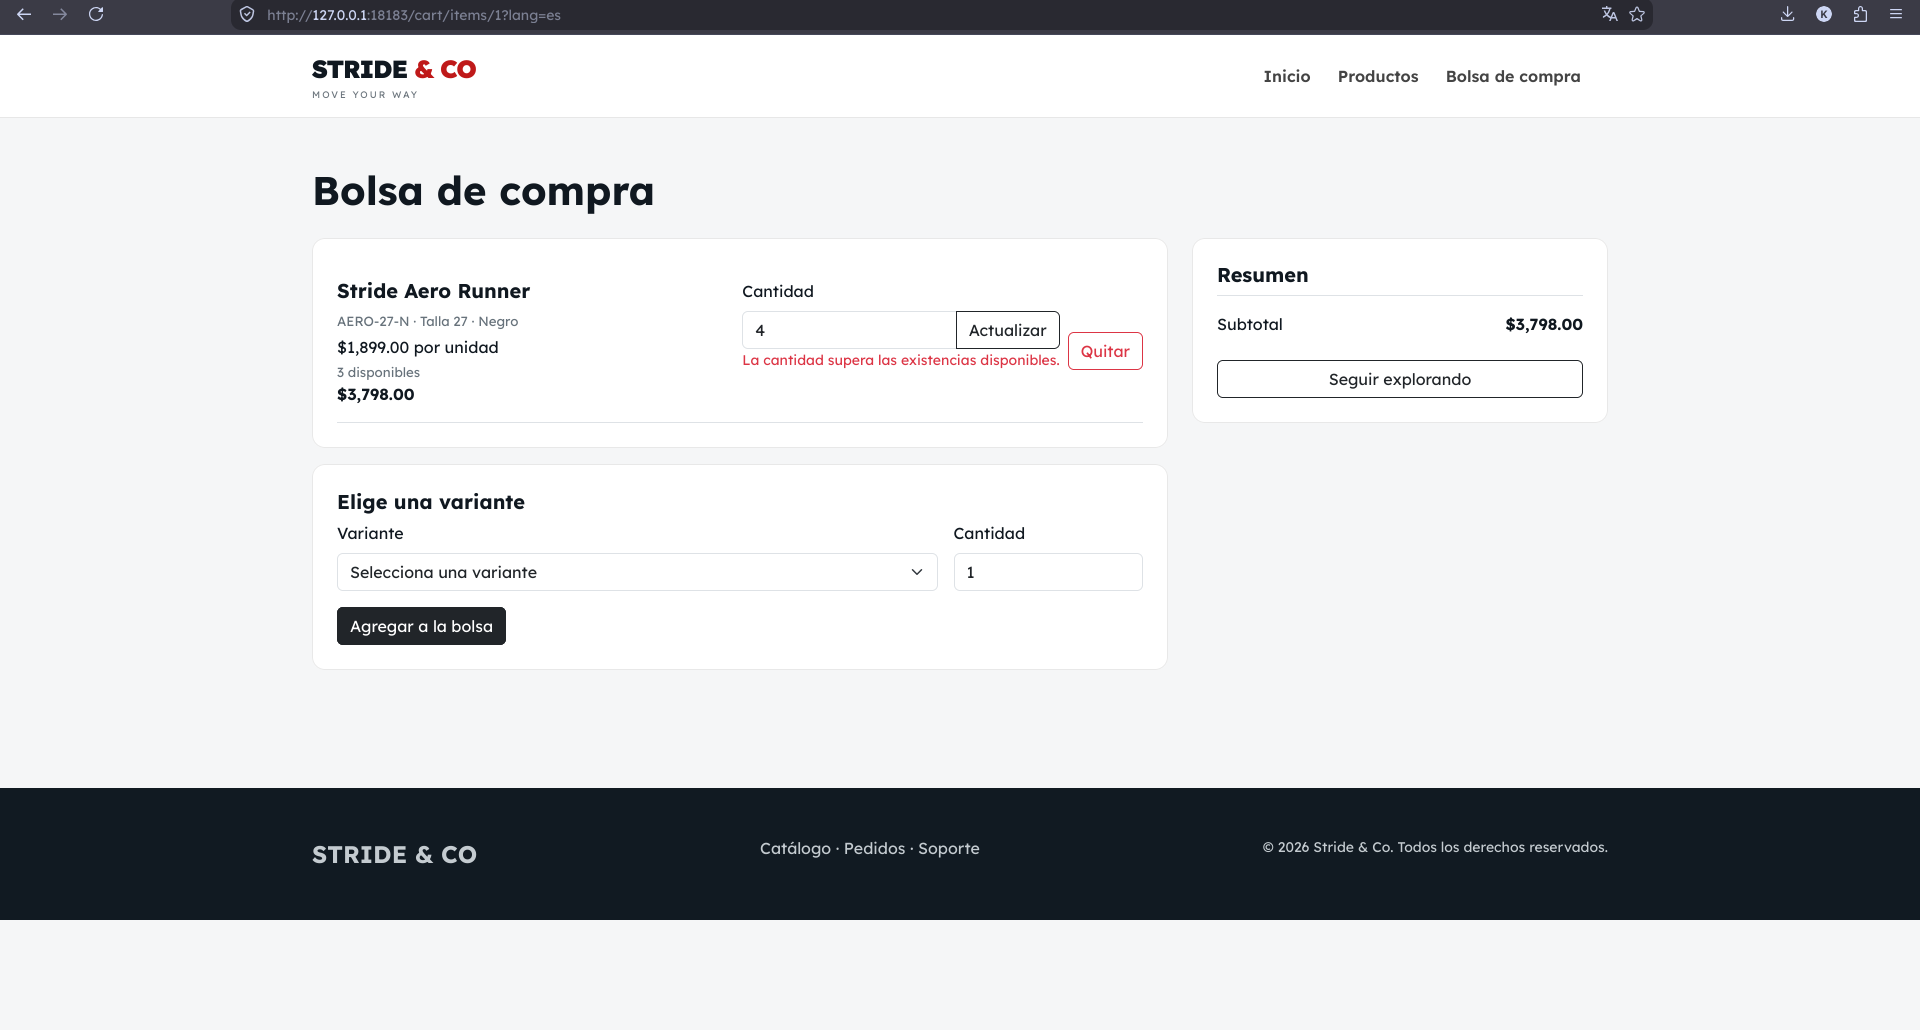 http://127.0.0.1:18183/cart/items/1?lang=es
K
STRIDE & CO
MOVE YOUR WAY
Inicio
Productos
Bolsa de compra
Bolsa de compra
Stride Aero Runner
AERO-27-N · Talla 27 · Negro
$1,899.00 por unidad
3 disponibles
$3,798.00
Cantidad
4
Actualizar
La cantidad supera las existencias disponibles.
Quitar
Resumen
Subtotal
$3,798.00
Seguir explorando
Elige una variante
Variante
Selecciona una variante
Cantidad
1
Agregar a la bolsa
STRIDE & CO
Catálogo · Pedidos · Soporte
© 2026 Stride & Co. Todos los derechos reservados.